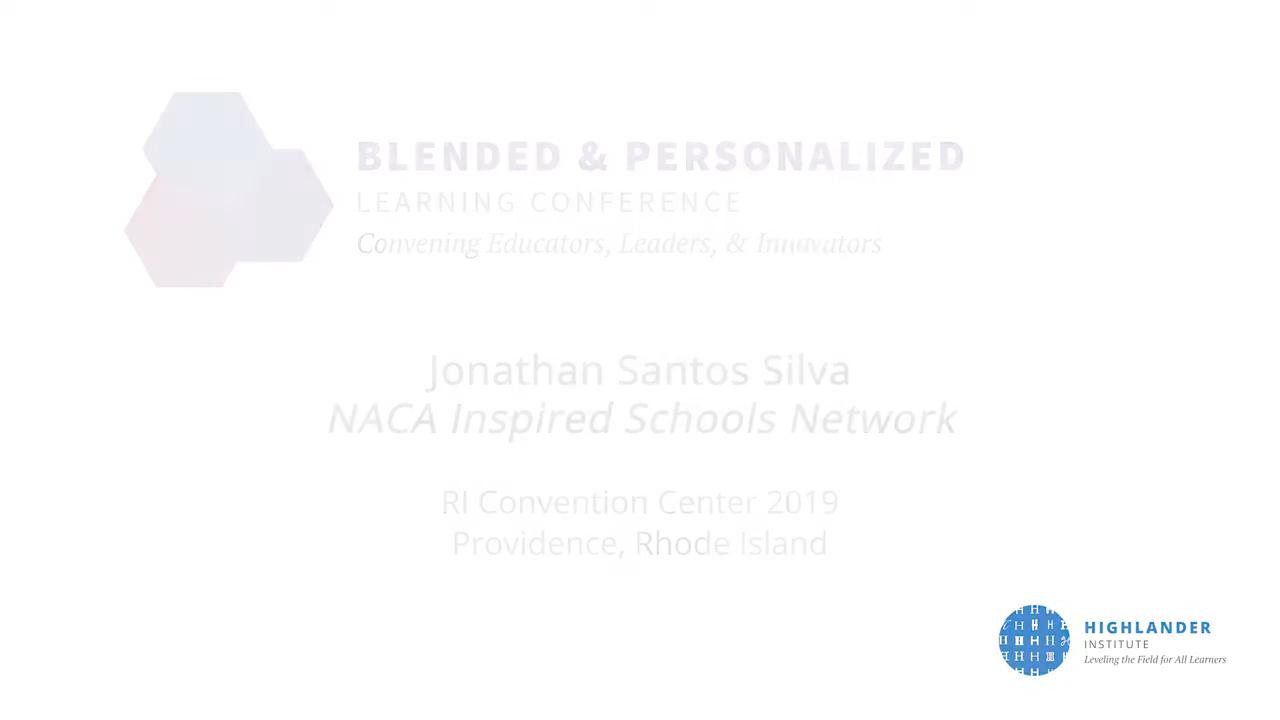 BLENDED & PERSONALIZED
LEARNING CONFERENCE
Convening Educators, Leaders, & Innovators
Jonathan Santos Silva
NACA Inspired Schools Network
RI Convention Center 2019
Providence, Rhode Island
HIGHLANDER
INSTITUTE
Leveling the Field for All Learners